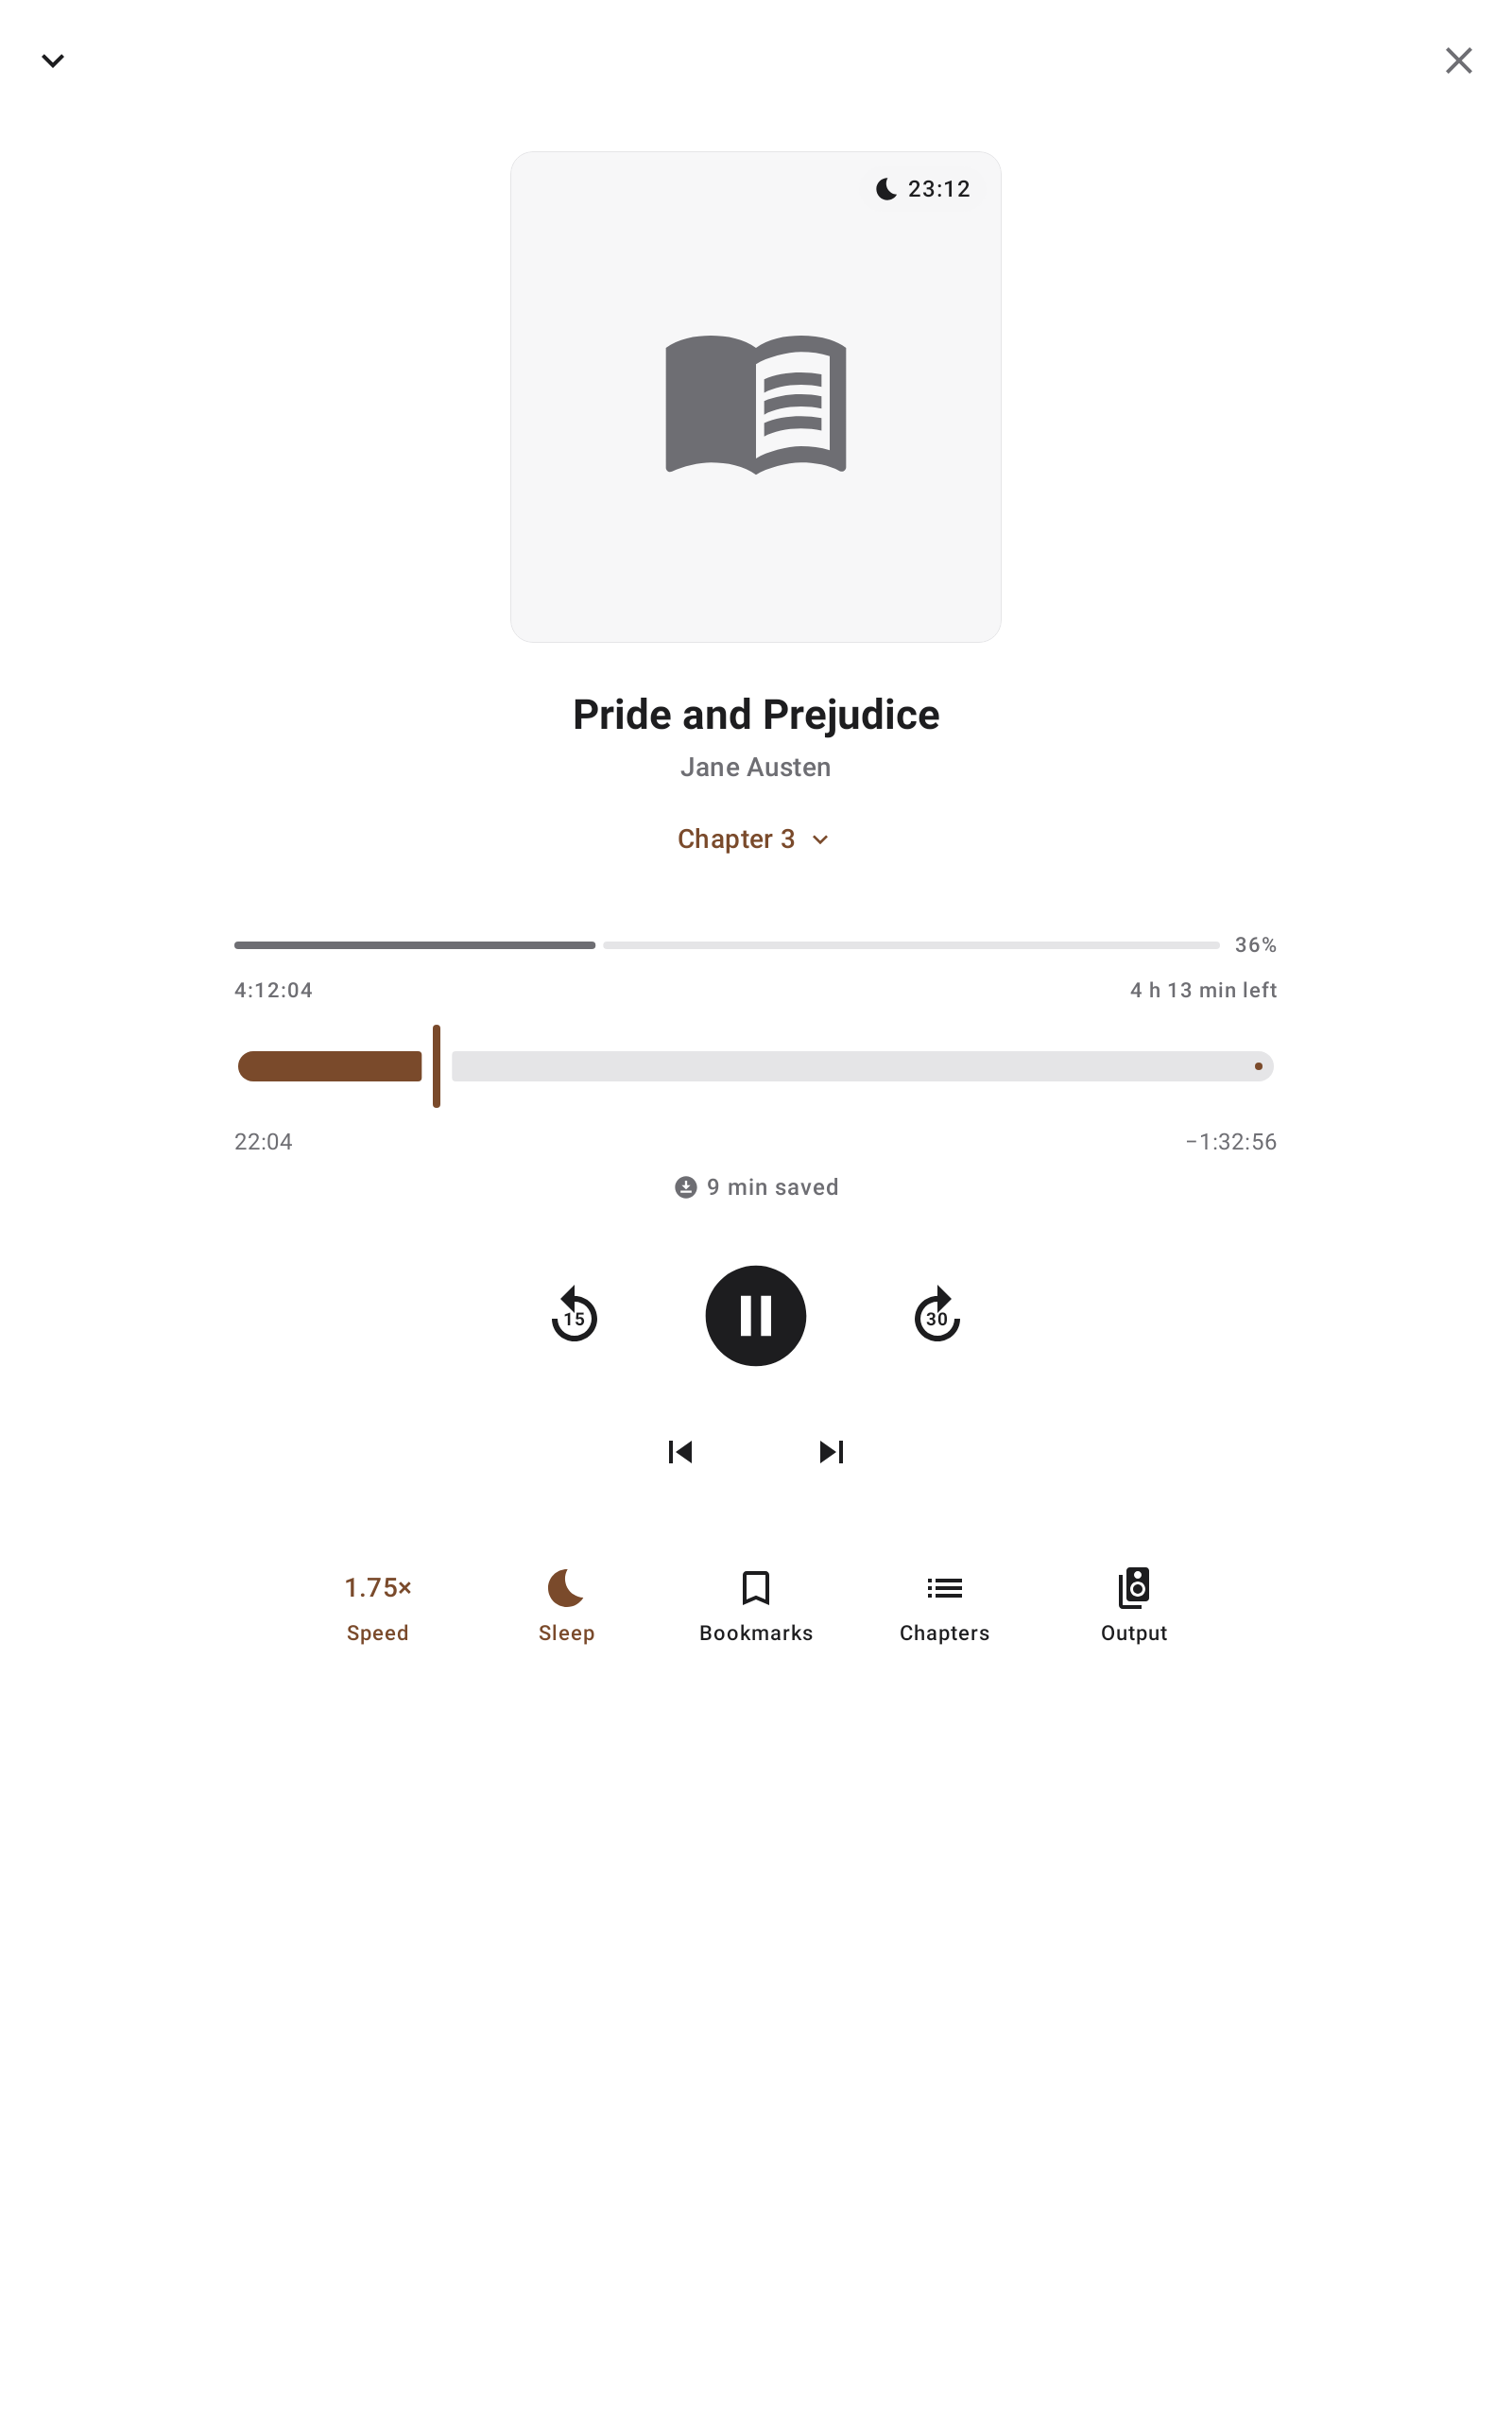 23:12
Pride and Prejudice
Jane Austen
Chapter 3
36%
4:12:04 4 h 13 min left
22:04 −1:32:56
9 min saved
15 30
1.75×
Speed Sleep Bookmarks Chapters Output